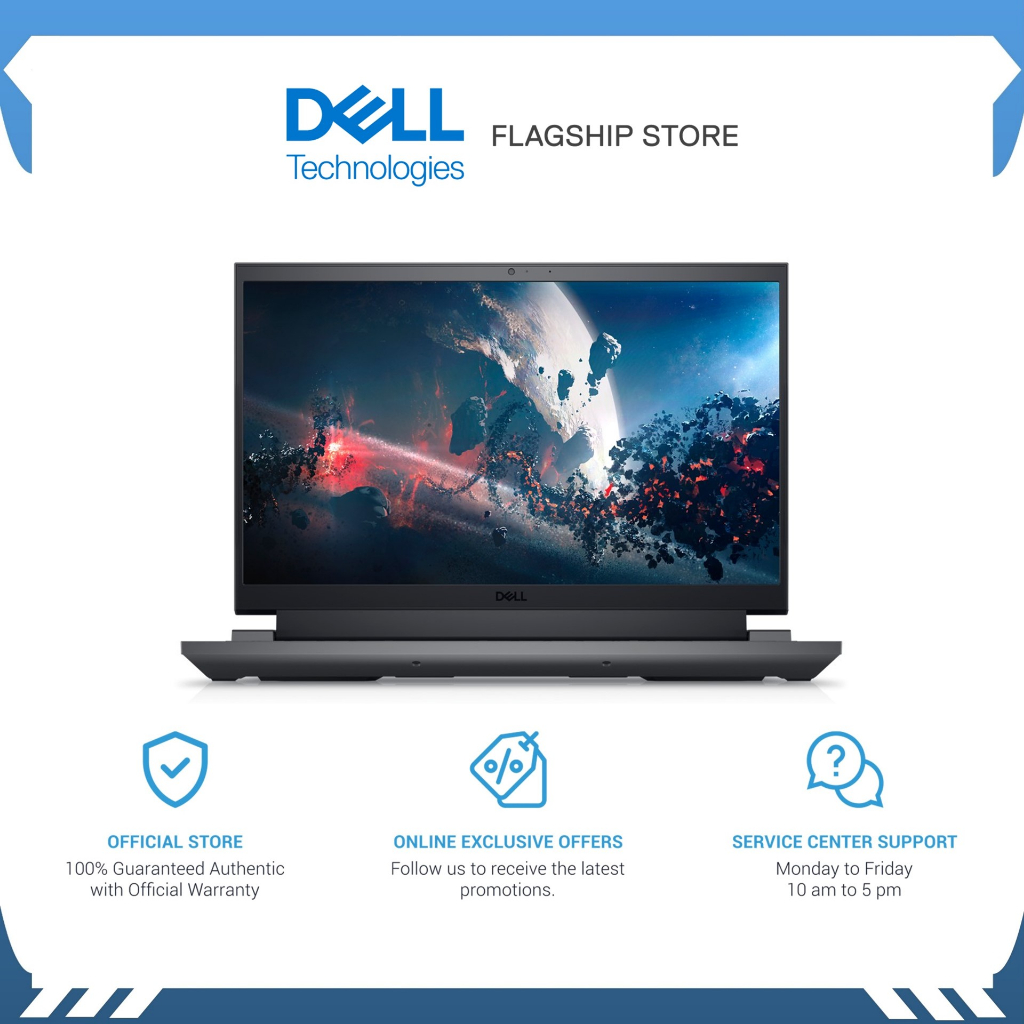 DELL
Technologies
FLAGSHIP STORE
DELL
OFFICIAL STORE
100% Guaranteed Authentic
with Official Warranty
ONLINE EXCLUSIVE OFFERS
Follow us to receive the latest
promotions.
SERVICE CENTER SUPPORT
Monday to Friday
10 am to 5 pm